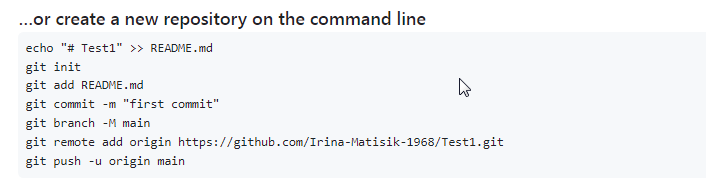 ...or create a new repository on the command line
echo "# Test1" >> README.md
git init
git add README.md
git commit -m "first commit"
git branch -M main
git remote add origin https://github.com/Irina-Matisik-1968/Test1.git
git push -u origin main